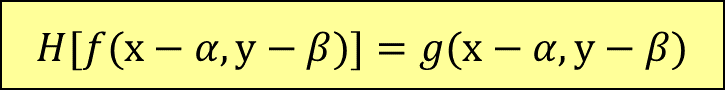 H[f(x − α, y − β)] = g(x − α, y − β)